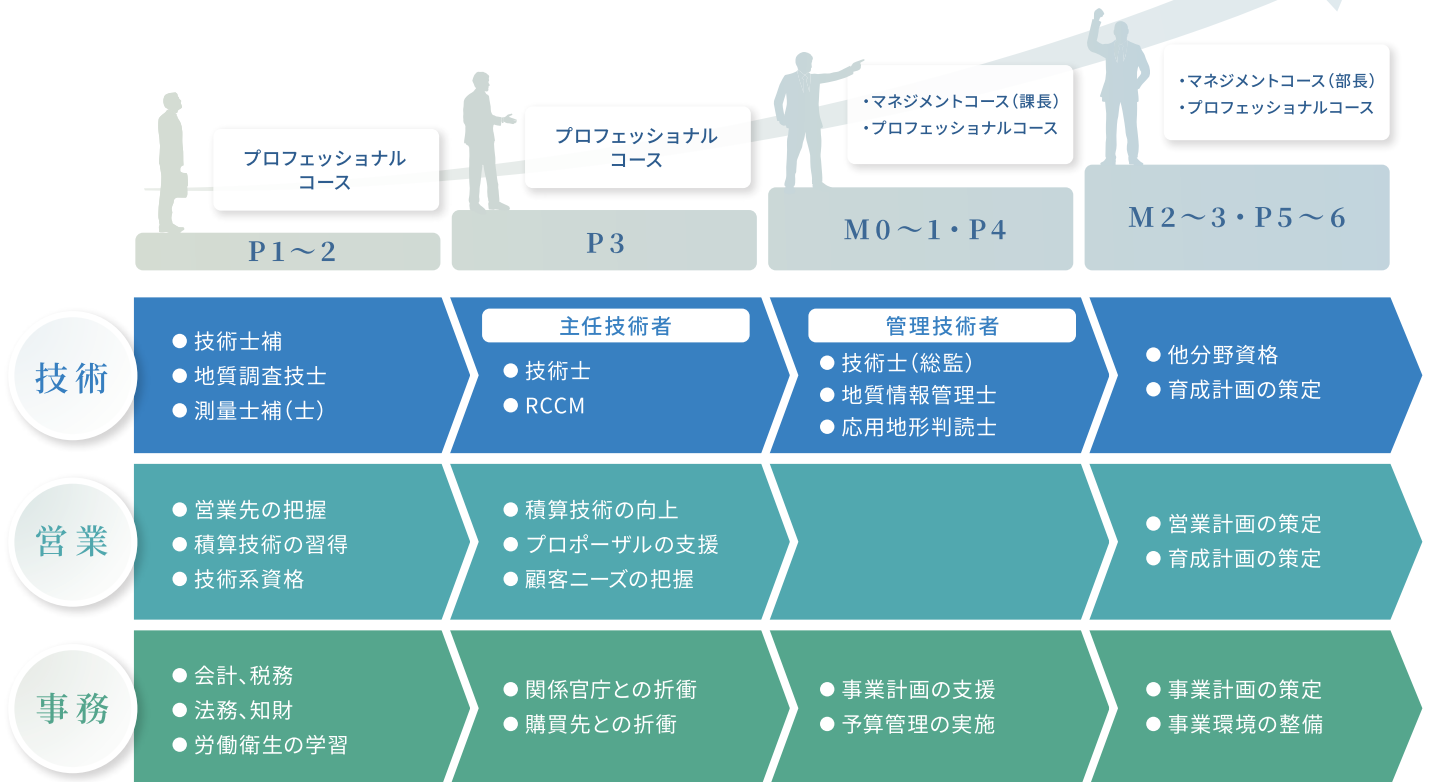 プロフェッショナル
コース
P1～2
プロフェッショナル
コース
P3
・マネジメントコース（課長）
・プロフェッショナルコース
M0～1・P4
・マネジメントコース（部長）
・プロフェッショナルコース
M2～3・P5～6
技術
● 技術士補
● 地質調査技士
● 測量士補（士）
主任技術者
● 技術士
● RCCM
管理技術者
● 技術士（総監）
● 地質情報管理士
● 応用地形判読士
● 他分野資格
● 育成計画の策定
営業
● 営業先の把握
● 積算技術の習得
● 技術系資格
● 積算技術の向上
● プロポーザルの支援
● 顧客ニーズの把握
● 営業計画の策定
● 育成計画の策定
事務
● 会計、税務
● 法務、知財
● 労働衛生の学習
● 関係官庁との折衝
● 購買先との折衝
● 事業計画の支援
● 予算管理の実施
● 事業計画の策定
● 事業環境の整備